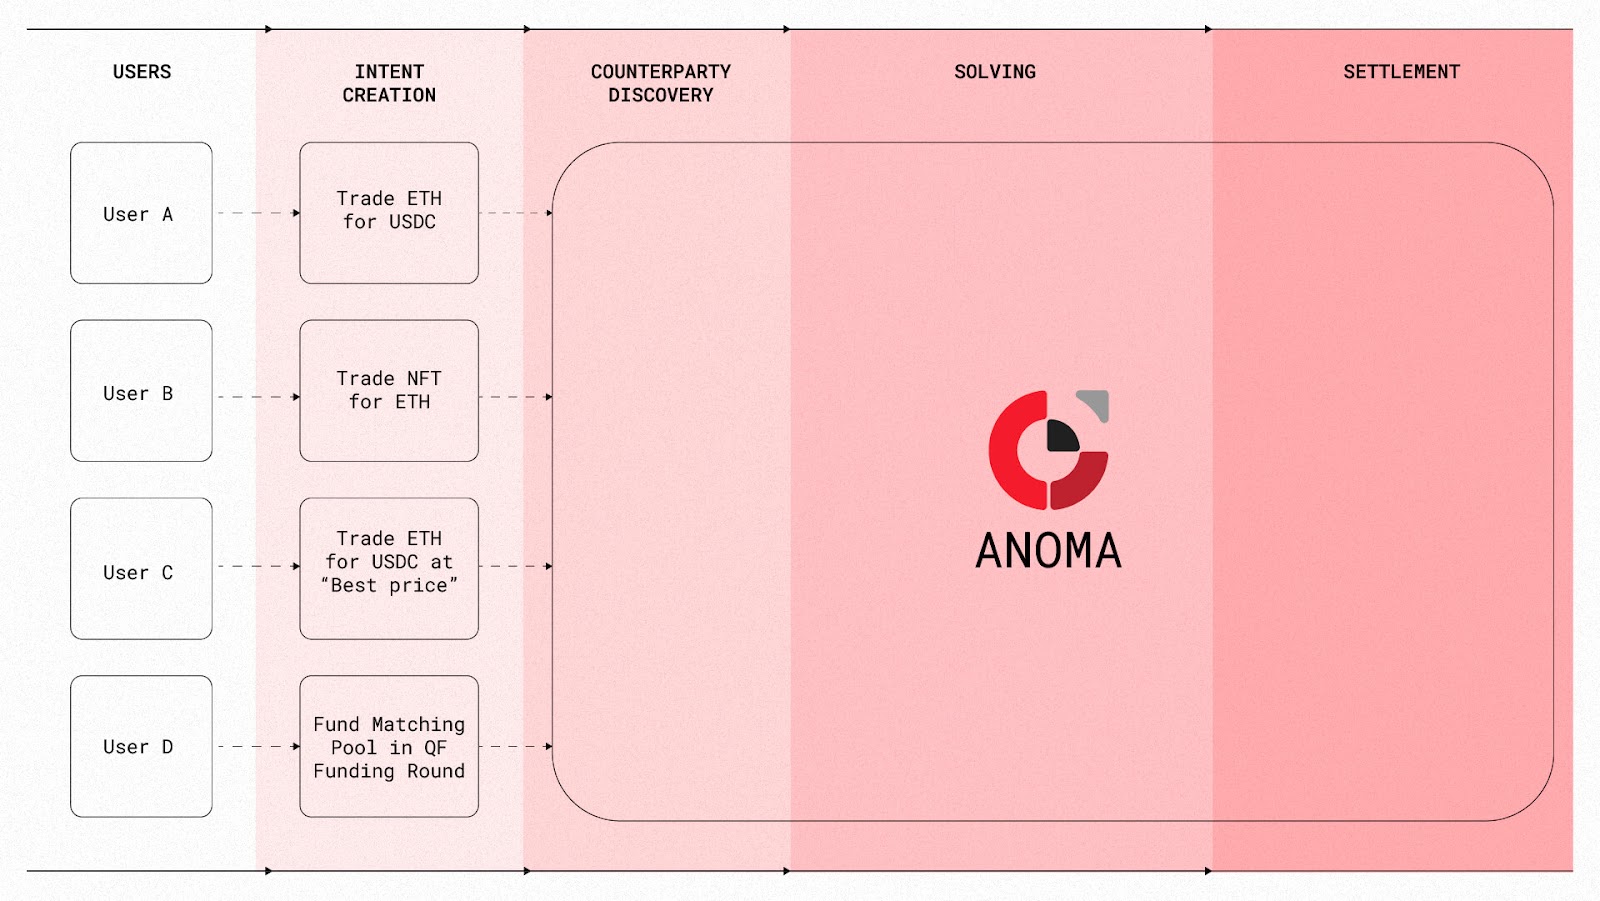 USERS
INTENT
CREATION
COUNTERPARTY
DISCOVERY
SOLVING
SETTLEMENT
User A
Trade ETH
for USDC
User B
Trade NFT
for ETH
User C
Trade ETH
for USDC at
“Best price”
User D
Fund Matching
Pool in QF
Funding Round
ANOMA